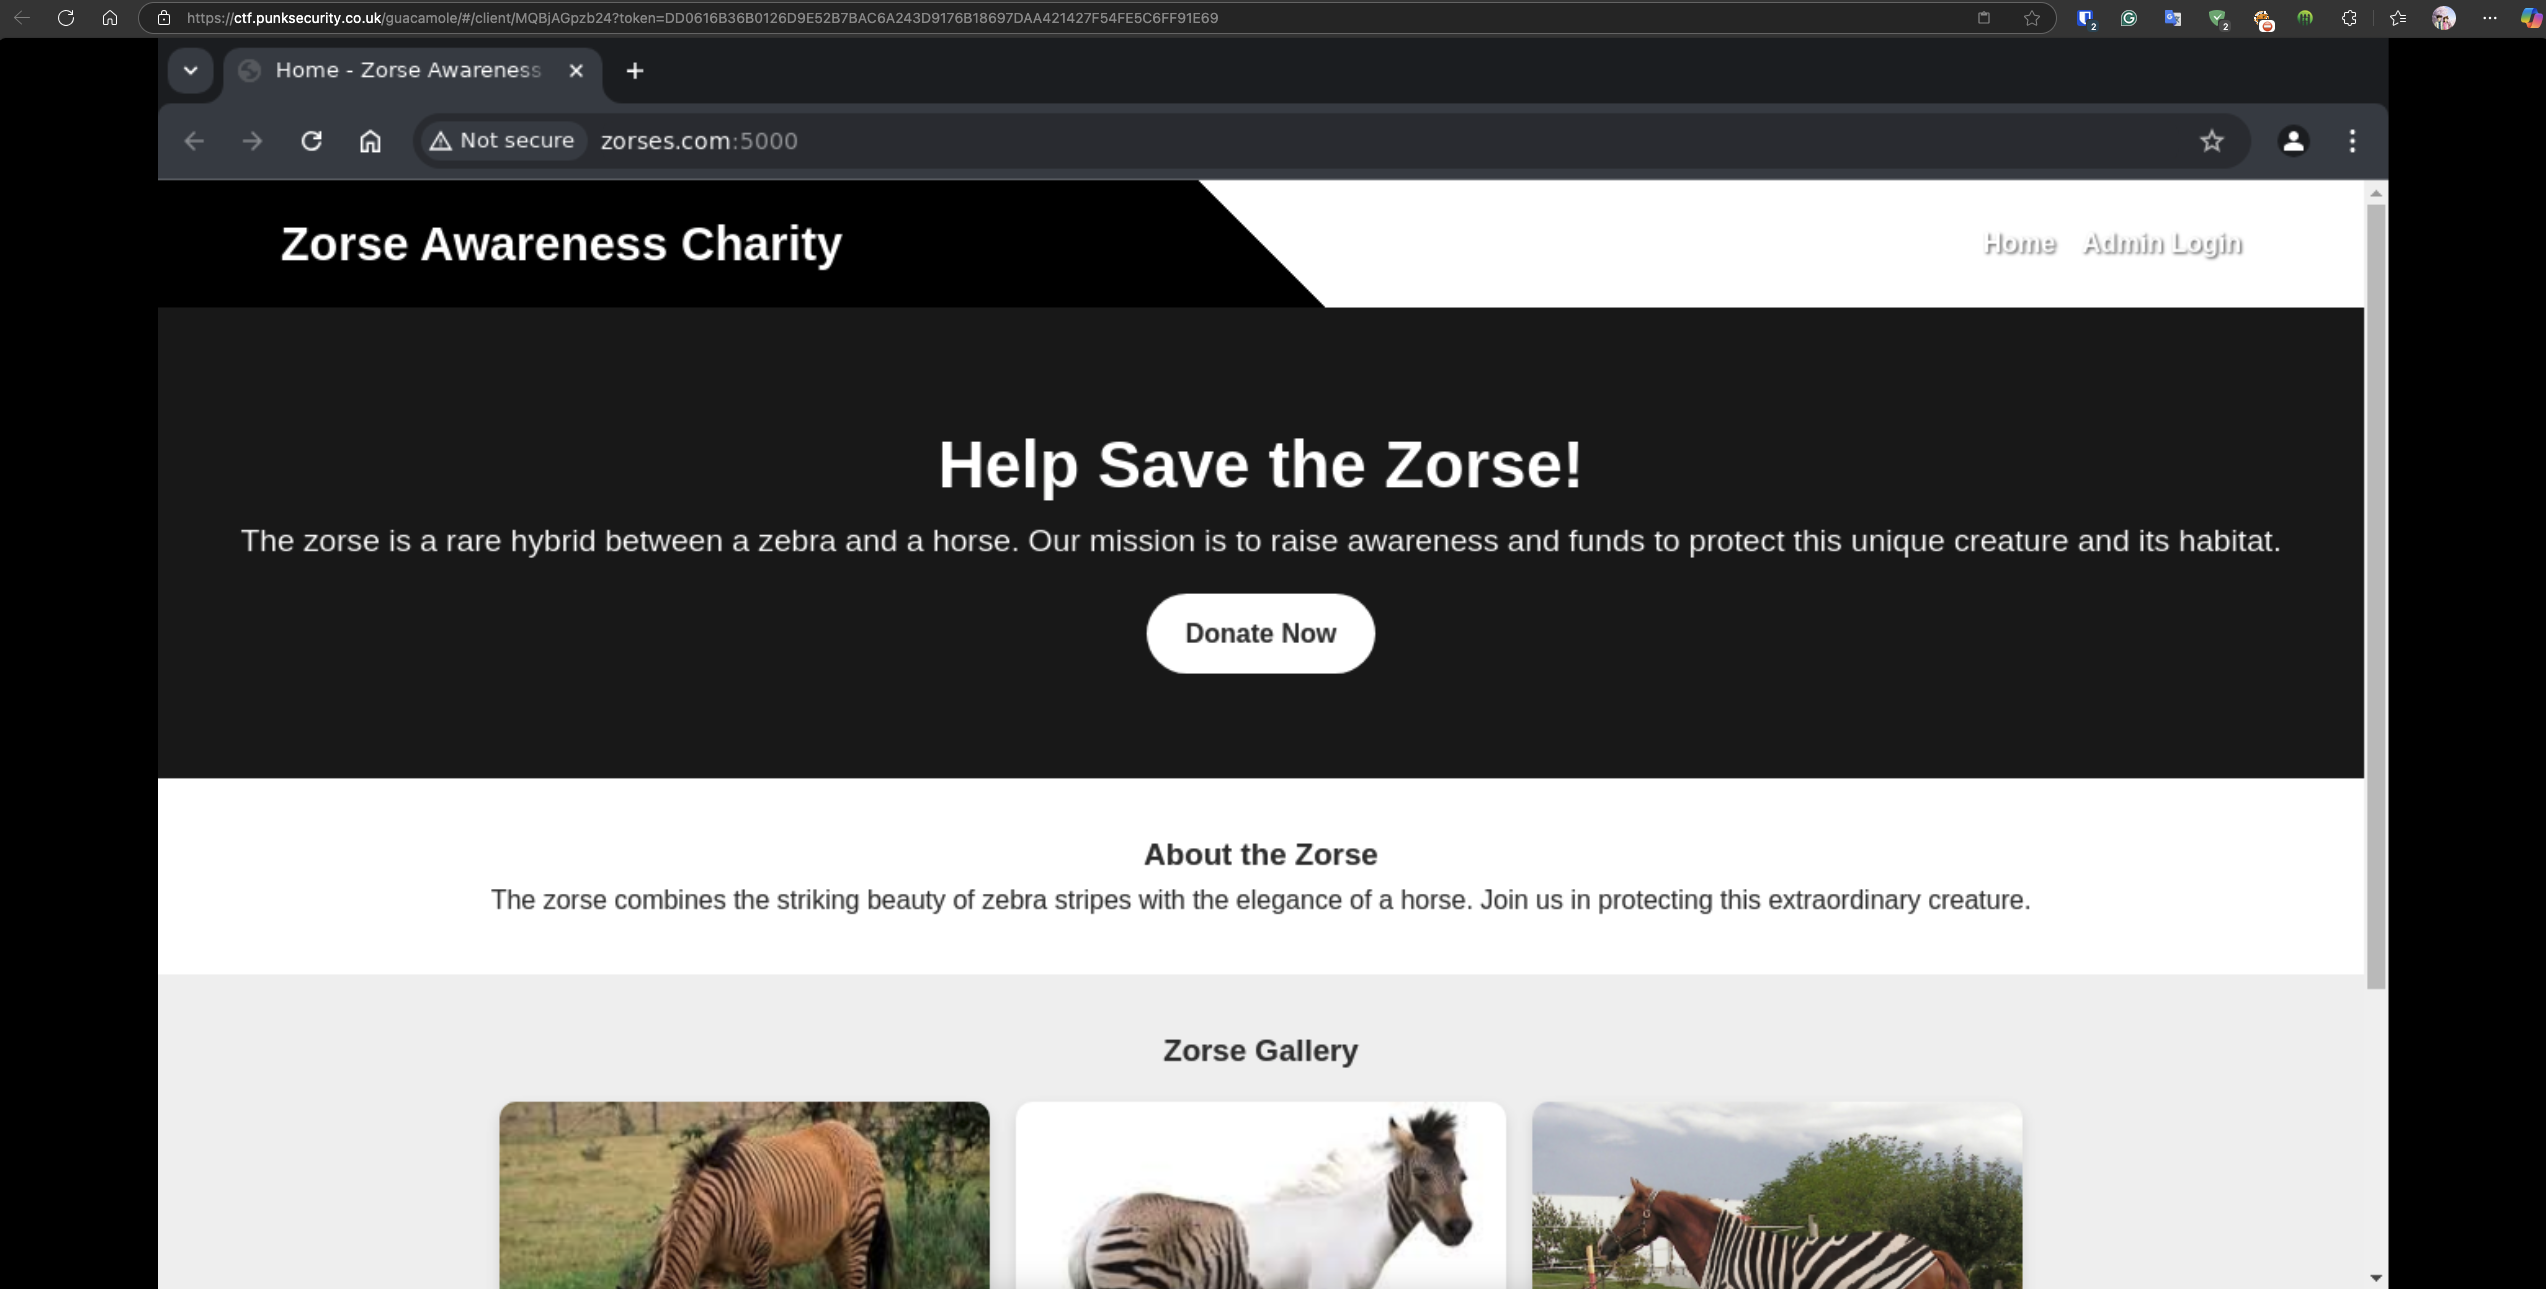 https://ctf.punksecurity.co.uk/guacamole/#/client/MQBjAGpzb24?token=DD0616B36B0126D9E52B7BAC6A243D9176B18697DAA421427F54FE5C6FF91E69
2
2
Home - Zorse Awareness
Not secure
zorses.com:5000
Zorse Awareness Charity
Home
Admin Login
Help Save the Zorse!
The zorse is a rare hybrid between a zebra and a horse. Our mission is to raise awareness and funds to protect this unique creature and its habitat.
Donate Now
About the Zorse
The zorse combines the striking beauty of zebra stripes with the elegance of a horse. Join us in protecting this extraordinary creature.
Zorse Gallery